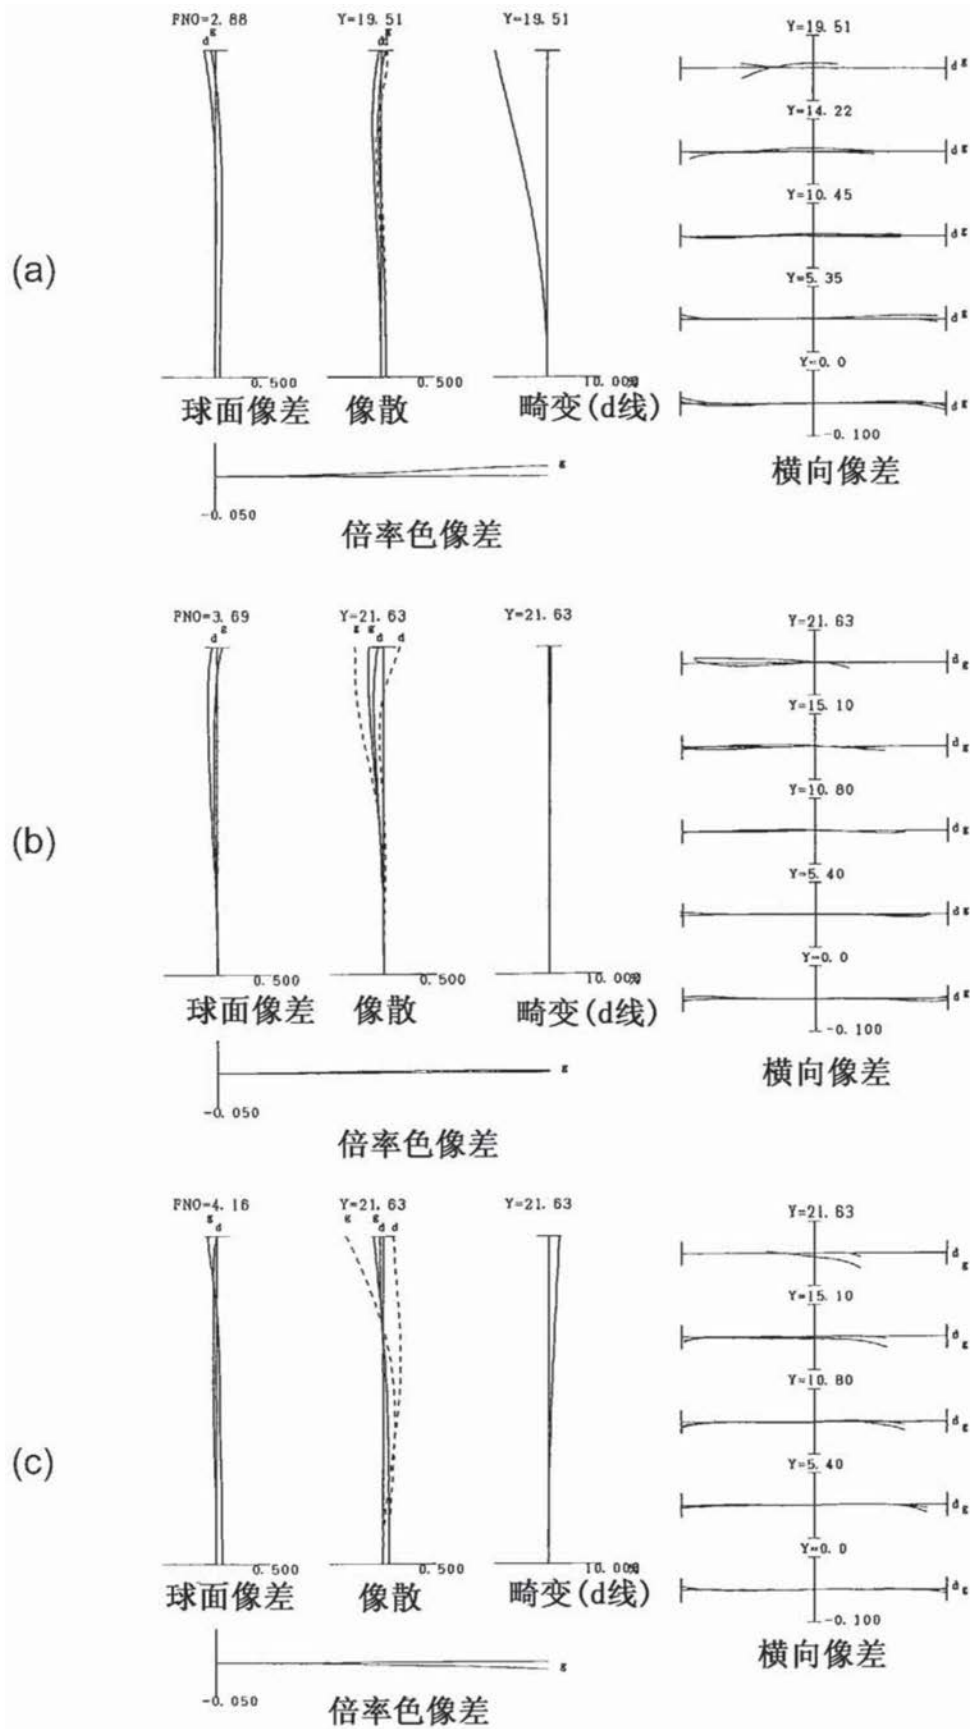 (a)
FNO=2.88
d g
Y=19.51
d g
Y=19.51
0.500
球面像差
0.500
像散
10.000%
畸变(d线)
g
-0.050
倍率色像差
Y=19.51
d g
Y=14.22
d g
Y=10.45
d g
Y=5.35
d g
Y=0.0
d g
-0.100
横向像差
(b)
FNO=3.69
d g
Y=21.63
g g d d
Y=21.63
0.500
球面像差
0.500
像散
10.000%
畸变(d线)
g
-0.050
倍率色像差
Y=21.63
d g
Y=15.10
d g
Y=10.80
d g
Y=5.40
d g
Y=0.0
d g
-0.100
横向像差
(c)
FNO=4.16
g d
Y=21.63
g g d d
Y=21.63
0.500
球面像差
0.500
像散
10.000%
畸变(d线)
g
-0.050
倍率色像差
Y=21.63
d g
Y=15.10
d g
Y=10.80
d g
Y=5.40
d g
Y=0.0
d g
-0.100
横向像差